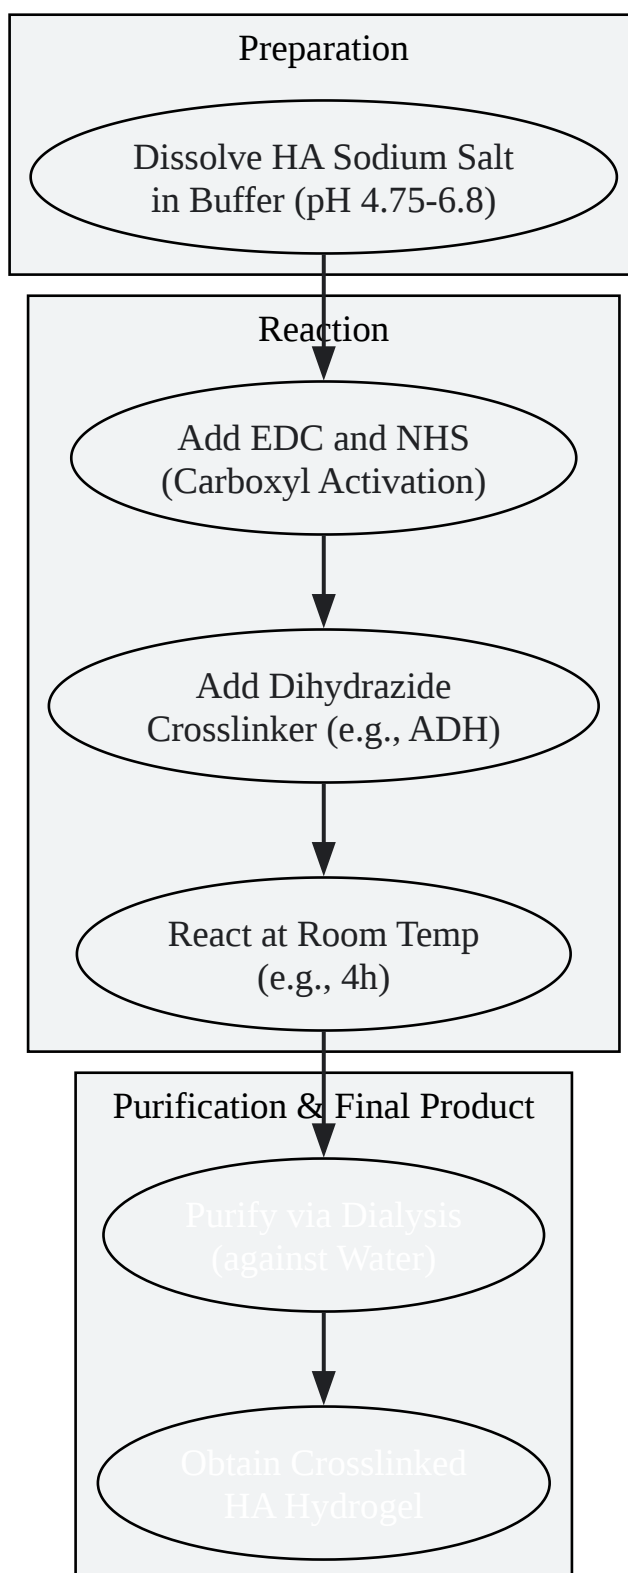 Preparation
Dissolve HA Sodium Salt
in Buffer (pH 4.75-6.8)
Reaction
Add EDC and NHS
(Carboxyl Activation)
Add Dihydrazide
Crosslinker (e.g., ADH)
React at Room Temp
(e.g., 4h)
Purification & Final Product
Purify via Dialysis
(against Water)
Obtain Crosslinked
HA Hydrogel